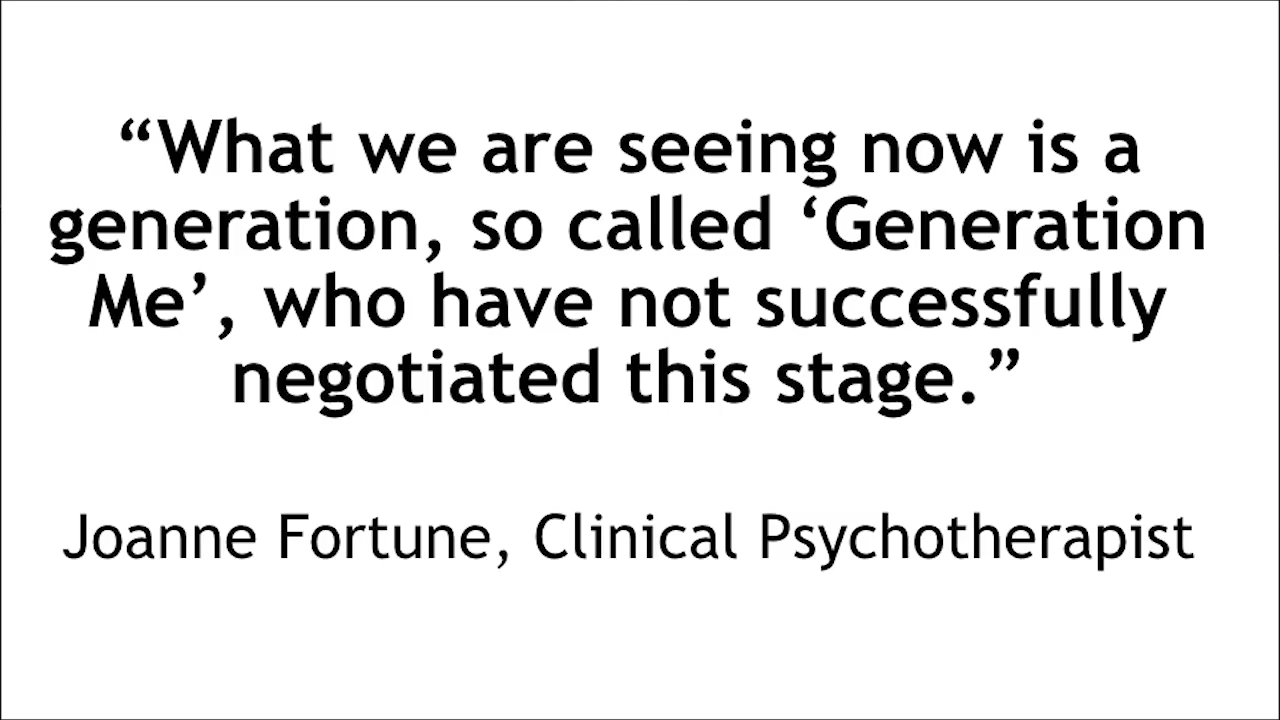 “What we are seeing now is a
generation, so called ‘Generation
Me’, who have not successfully
negotiated this stage.”
Joanne Fortune, Clinical Psychotherapist